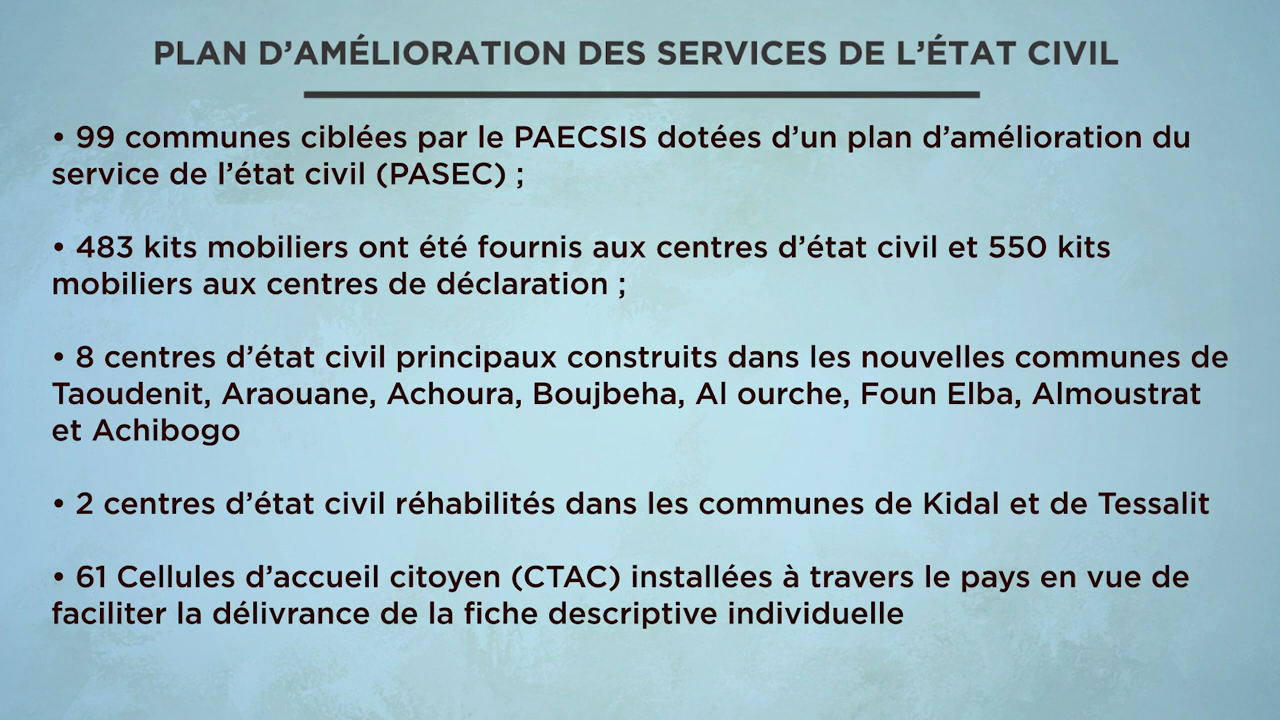 PLAN D’AMÉLIORATION DES SERVICES DE L’ÉTAT CIVIL
• 99 communes ciblées par le PAECSIS dotées d’un plan d’amélioration du
service de l’état civil (PASEC) ;
• 483 kits mobiliers ont été fournis aux centres d’état civil et 550 kits
mobiliers aux centres de déclaration ;
• 8 centres d’état civil principaux construits dans les nouvelles communes de
Taoudenit, Araouane, Achoura, Boujbeha, Al ourche, Foun Elba, Almoustrat
et Achibogo
• 2 centres d’état civil réhabilités dans les communes de Kidal et de Tessalit
• 61 Cellules d’accueil citoyen (CTAC) installées à travers le pays en vue de
faciliter la délivrance de la fiche descriptive individuelle